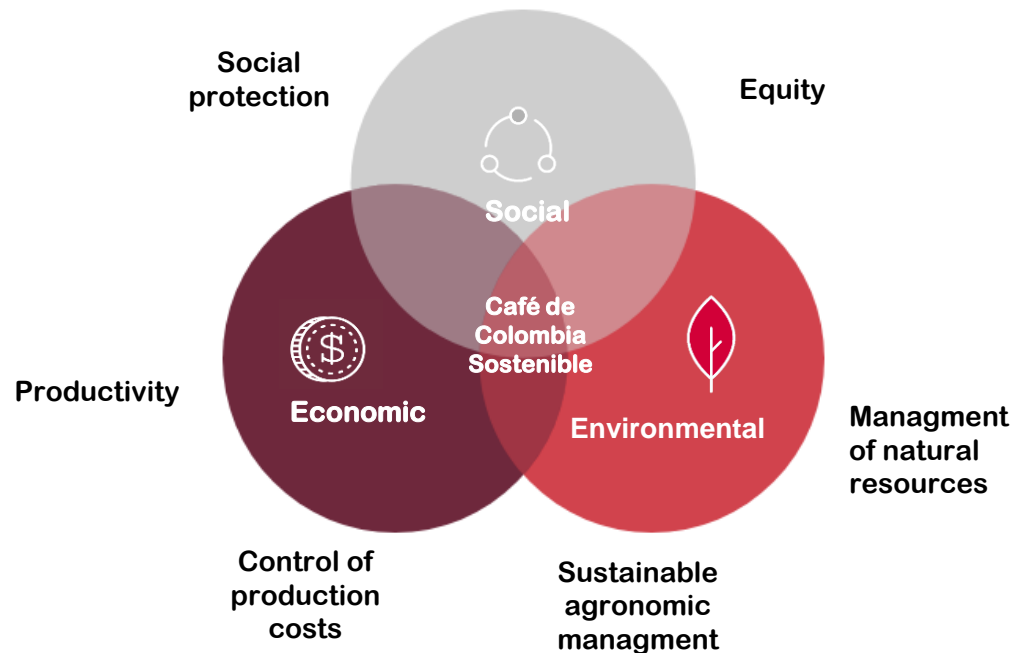 Social
protection
Equity
Social
Café de
Colombia
Sostenible
Economic
Environmental
Productivity
Managment
of natural
resources
Control of
production
costs
Sustainable
agronomic
managment